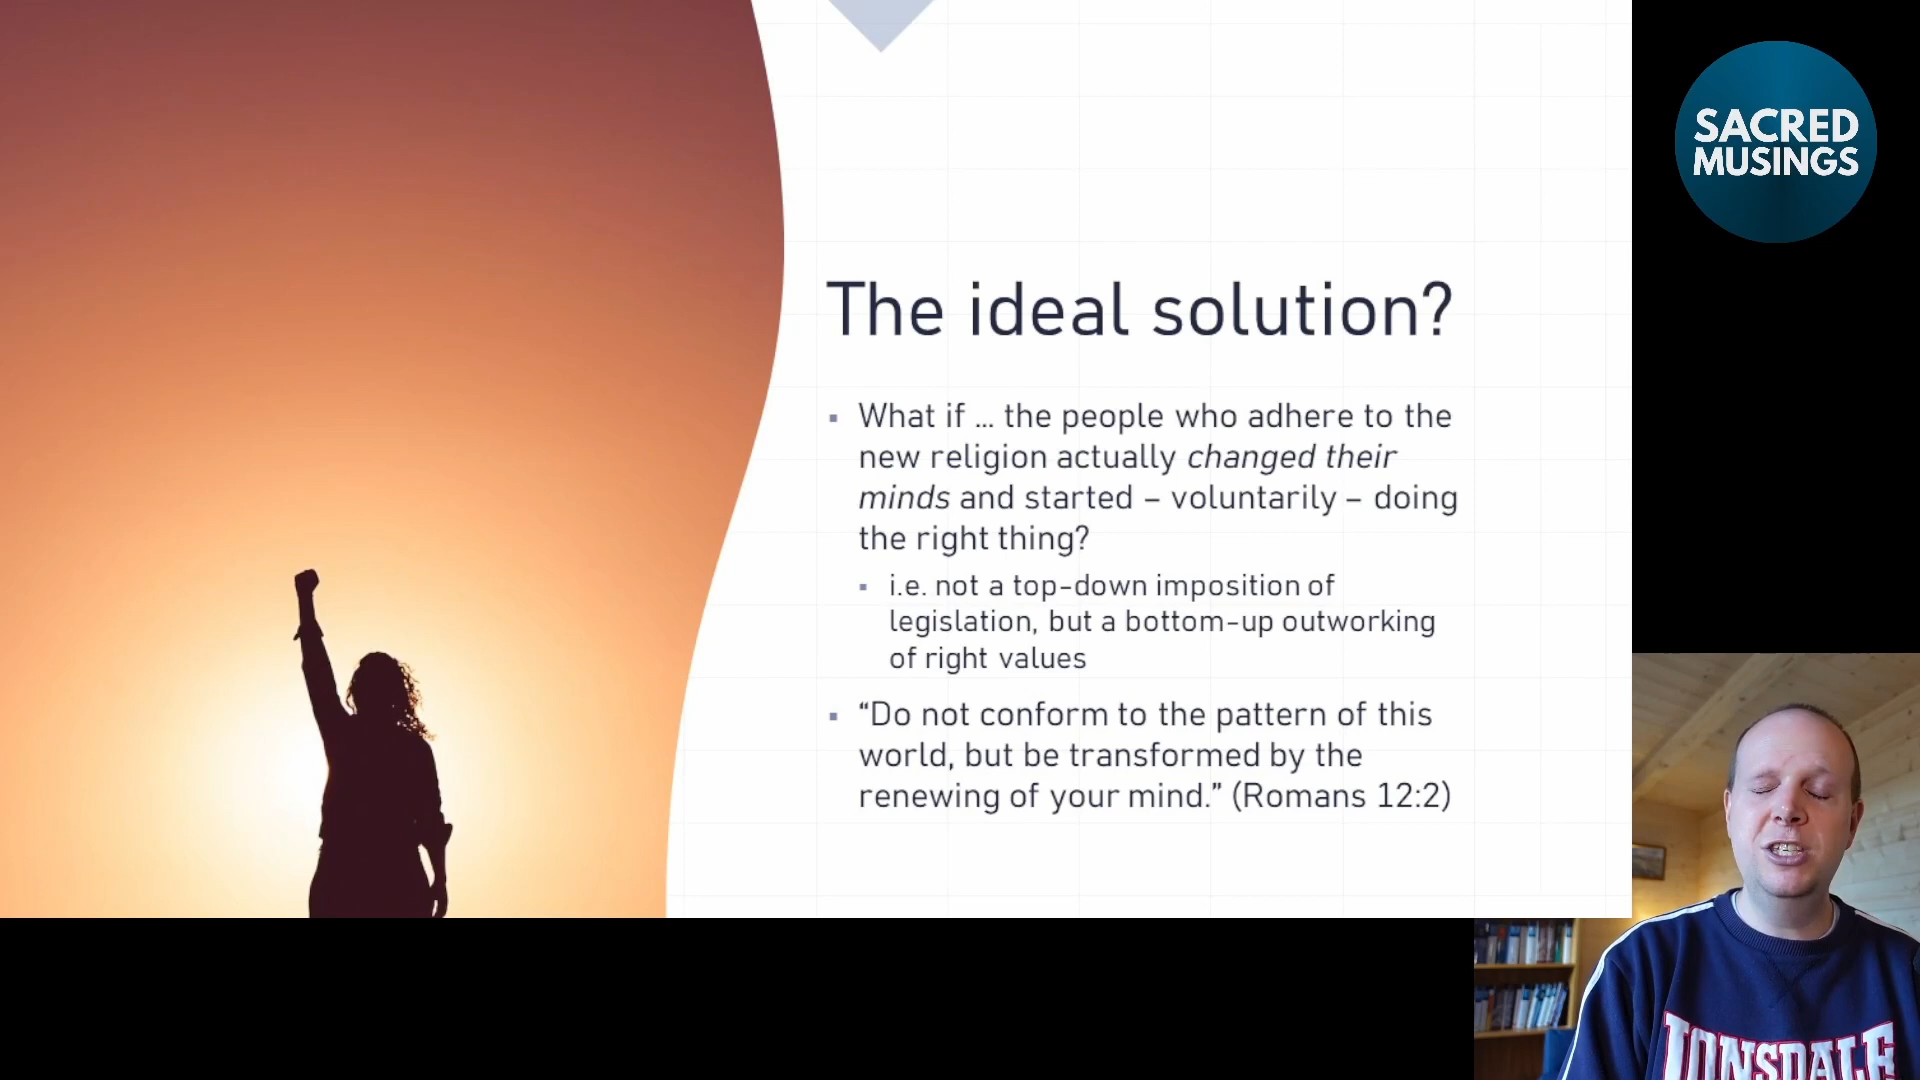 SACRED
MUSINGS
The ideal solution?
▪ What if ... the people who adhere to the
new religion actually changed their
minds and started – voluntarily – doing
the right thing?
▪ i.e. not a top-down imposition of
legislation, but a bottom-up outworking
of right values
▪ “Do not conform to the pattern of this
world, but be transformed by the
renewing of your mind.” (Romans 12:2)
LONSDALE